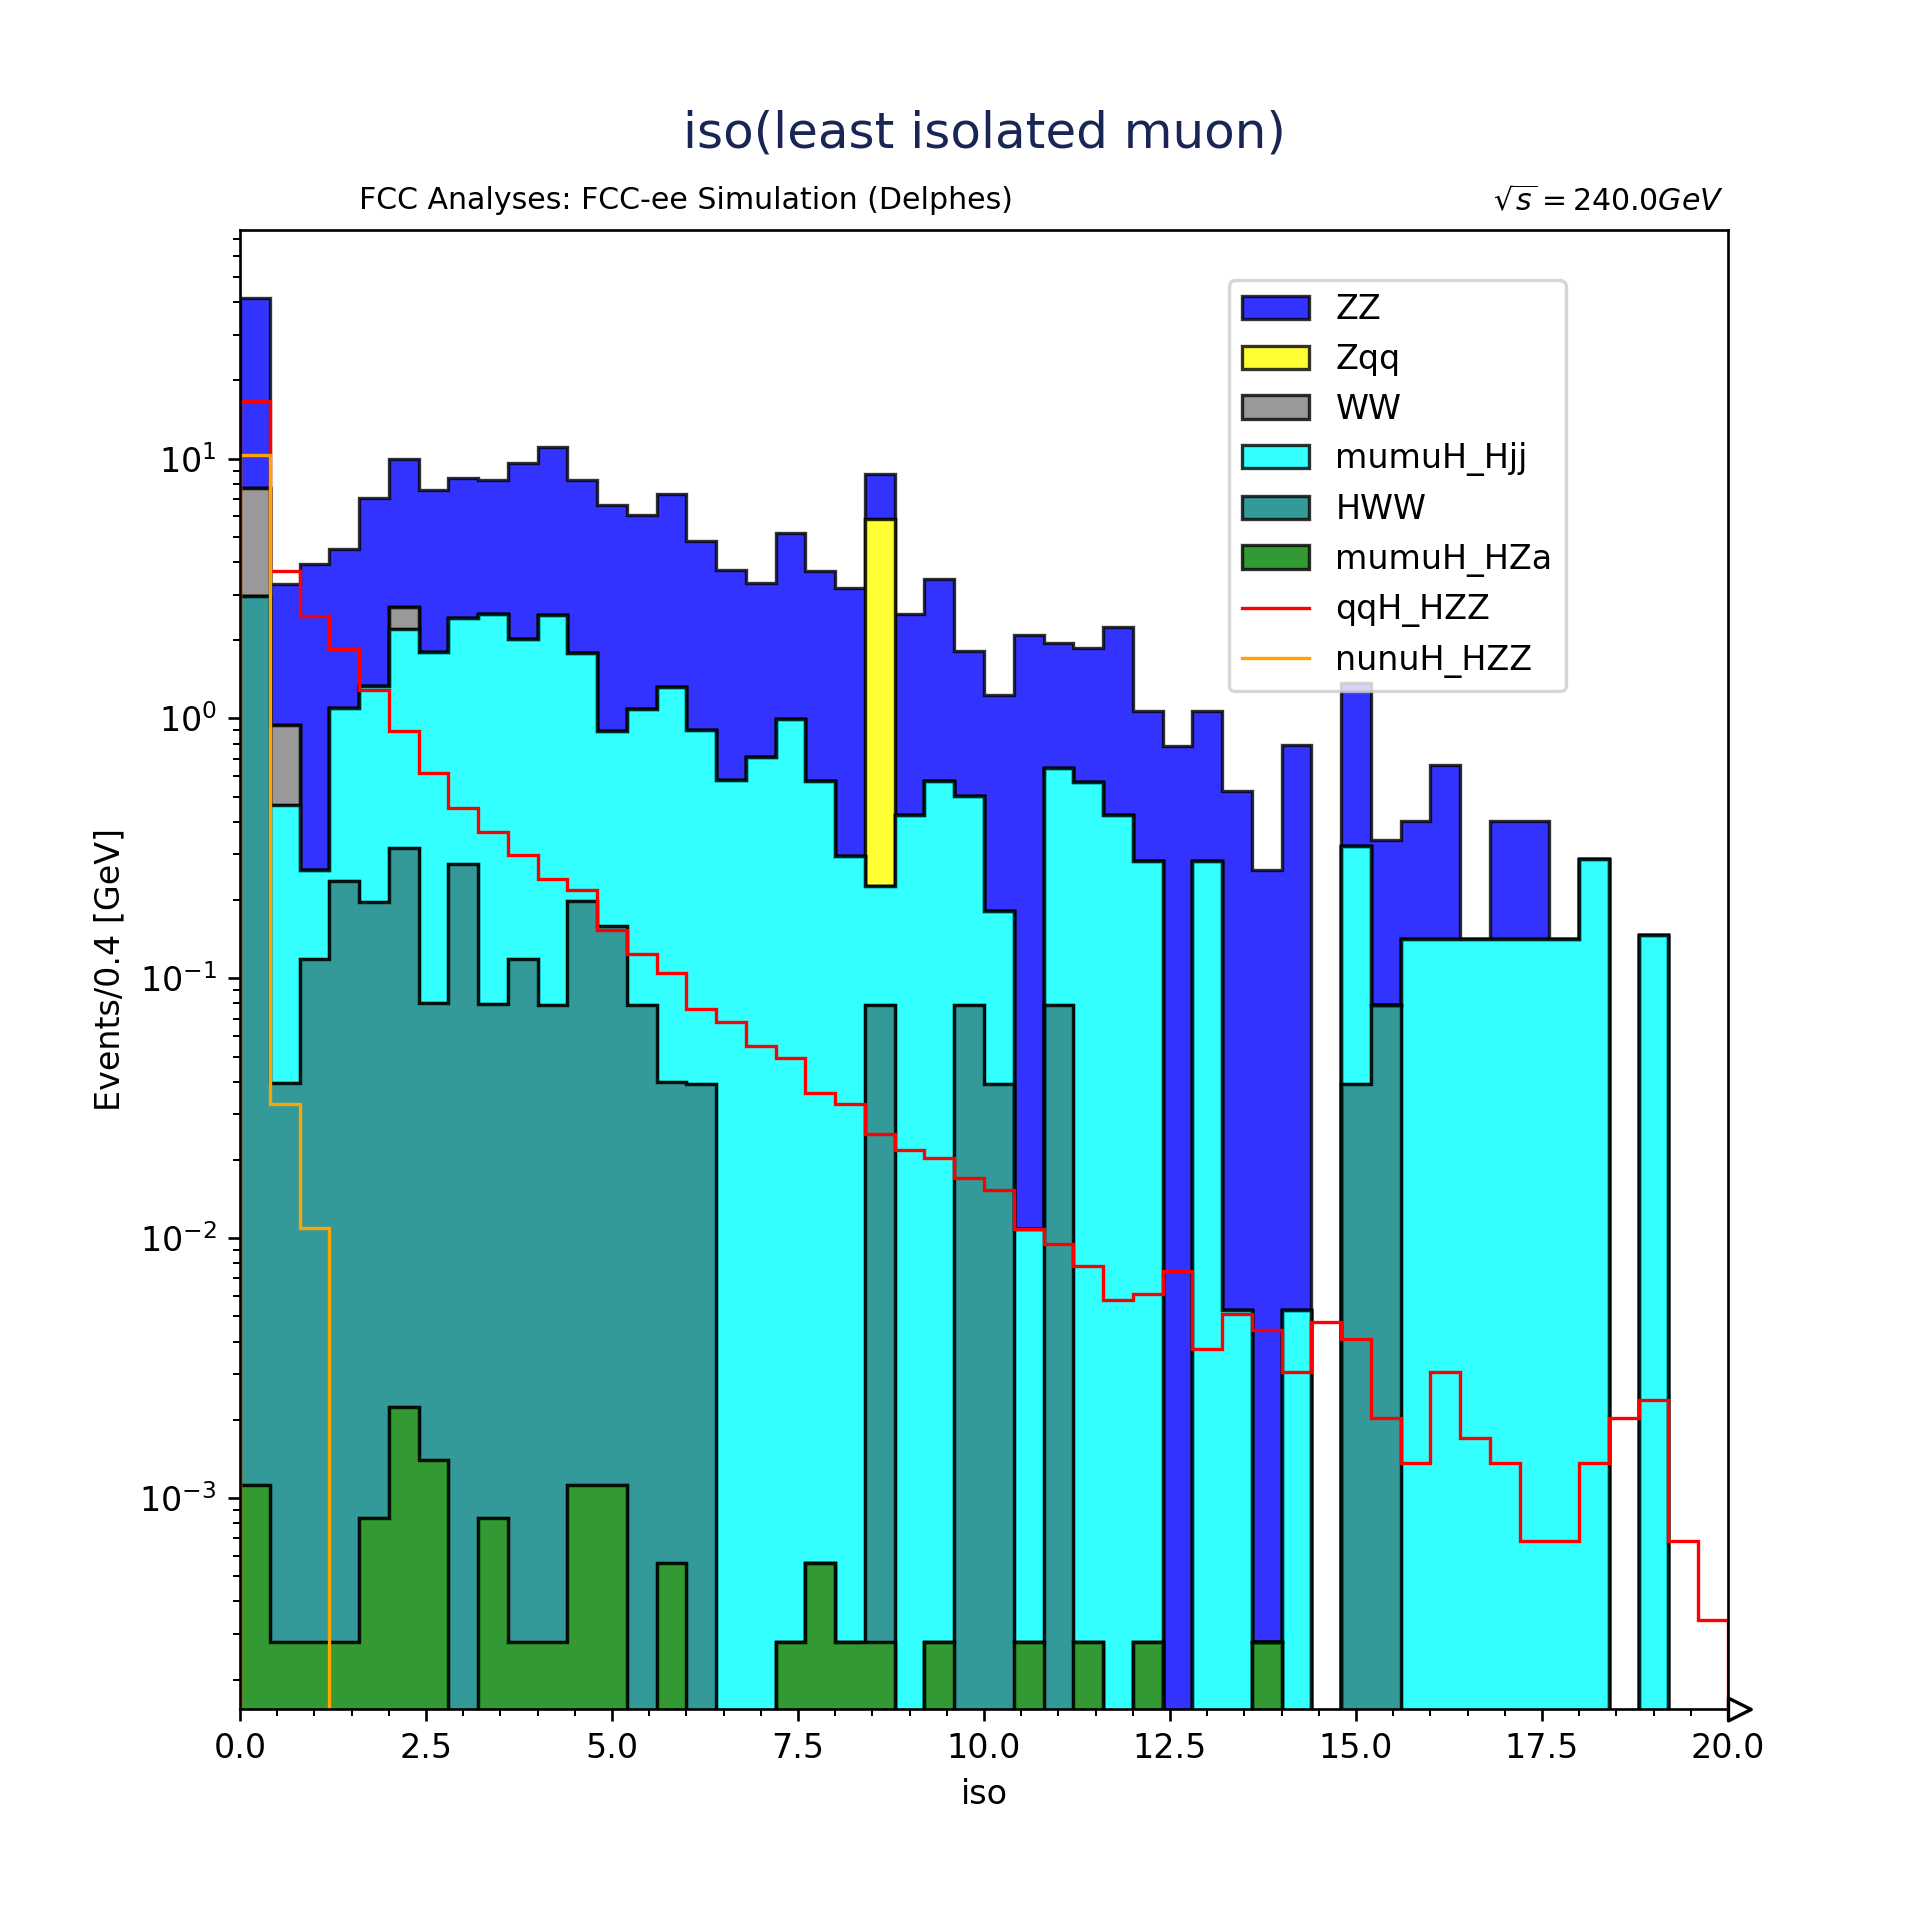 iso(least isolated muon)
FCC Analyses: FCC-ee Simulation (Delphes)
√s = 240.0GeV
ZZ
Zqq
WW
mumuH_Hjj
HWW
mumuH_HZa
qqH_HZZ
nunuH_HZZ
Events/0.4 [GeV]
10¹
10⁰
10⁻¹
10⁻²
10⁻³
0.0 2.5 5.0 7.5 10.0 12.5 15.0 17.5 20.0
iso